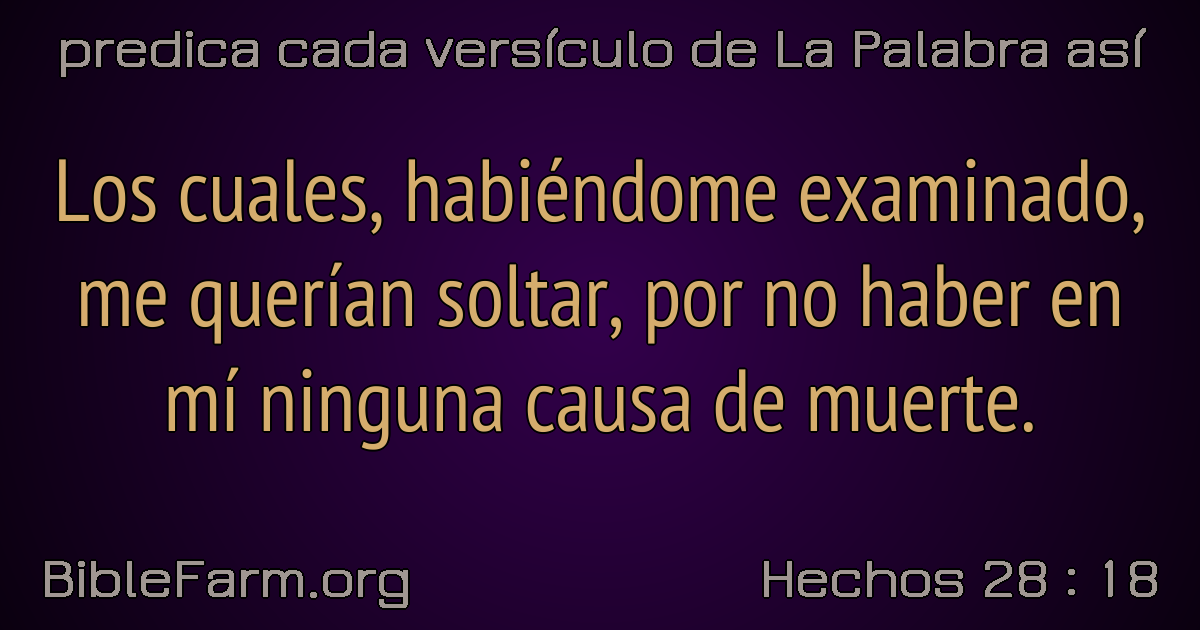 predica cada versículo de La Palabra así
Los cuales, habiéndome examinado,
me querían soltar, por no haber en
mí ninguna causa de muerte.
BibleFarm.org
Hechos 28 : 18